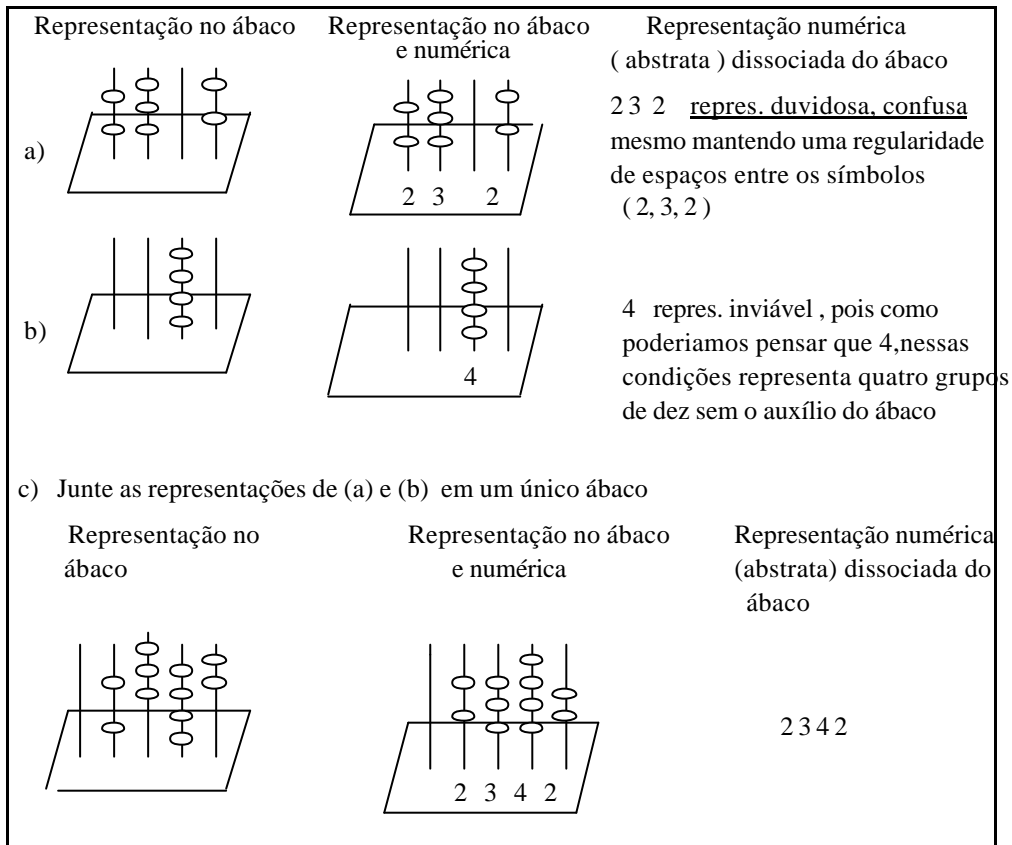 Representação no ábaco
Representação no ábaco
e numérica
Representação numérica
( abstrata ) dissociada do ábaco
a)
2 3 2
2 3 2 repres. duvidosa, confusa
mesmo mantendo uma regularidade
de espaços entre os símbolos
( 2, 3, 2 )
b)
4
4 repres. inviável , pois como
poderiamos pensar que 4,nessas
condições representa quatro grupos
de dez sem o auxílio do ábaco
c) Junte as representações de (a) e (b) em um único ábaco
Representação no
ábaco
Representação no ábaco
e numérica
Representação numérica
(abstrata) dissociada do
ábaco
2 3 4 2
2 3 4 2